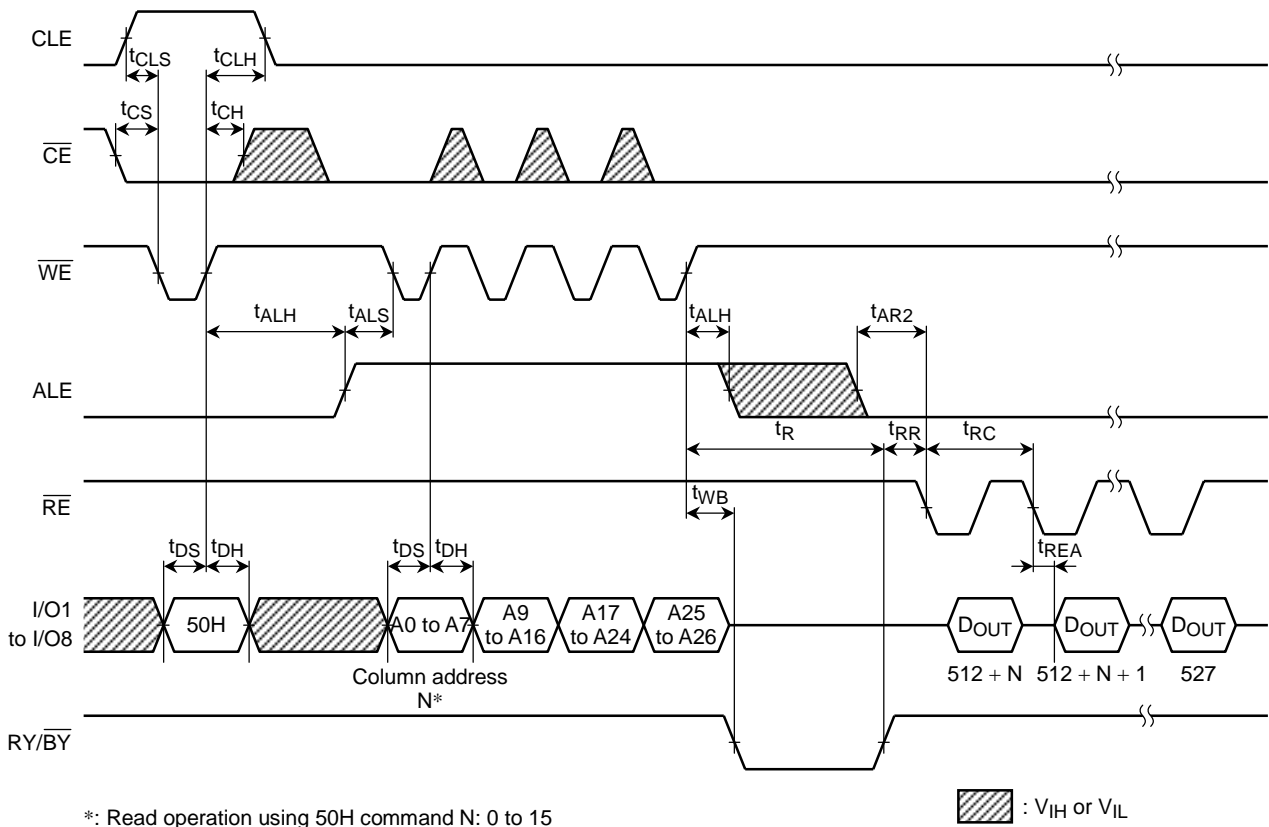 CLE
tCLS
tCLH
tCS
tCH
CE
WE
tALH
tALS
tALH
tAR2
ALE
tR
tRR
tRC
RE
tWB
tDS
tDH
tDS
tDH
tREA
I/O1
to I/O8
50H
A0 to A7
A9
to A16
A17
to A24
A25
to A26
DOUT
DOUT
DOUT
Column address
N*
512 + N
512 + N + 1
527
RY/BY
*: Read operation using 50H command N: 0 to 15
: VIH or VIL